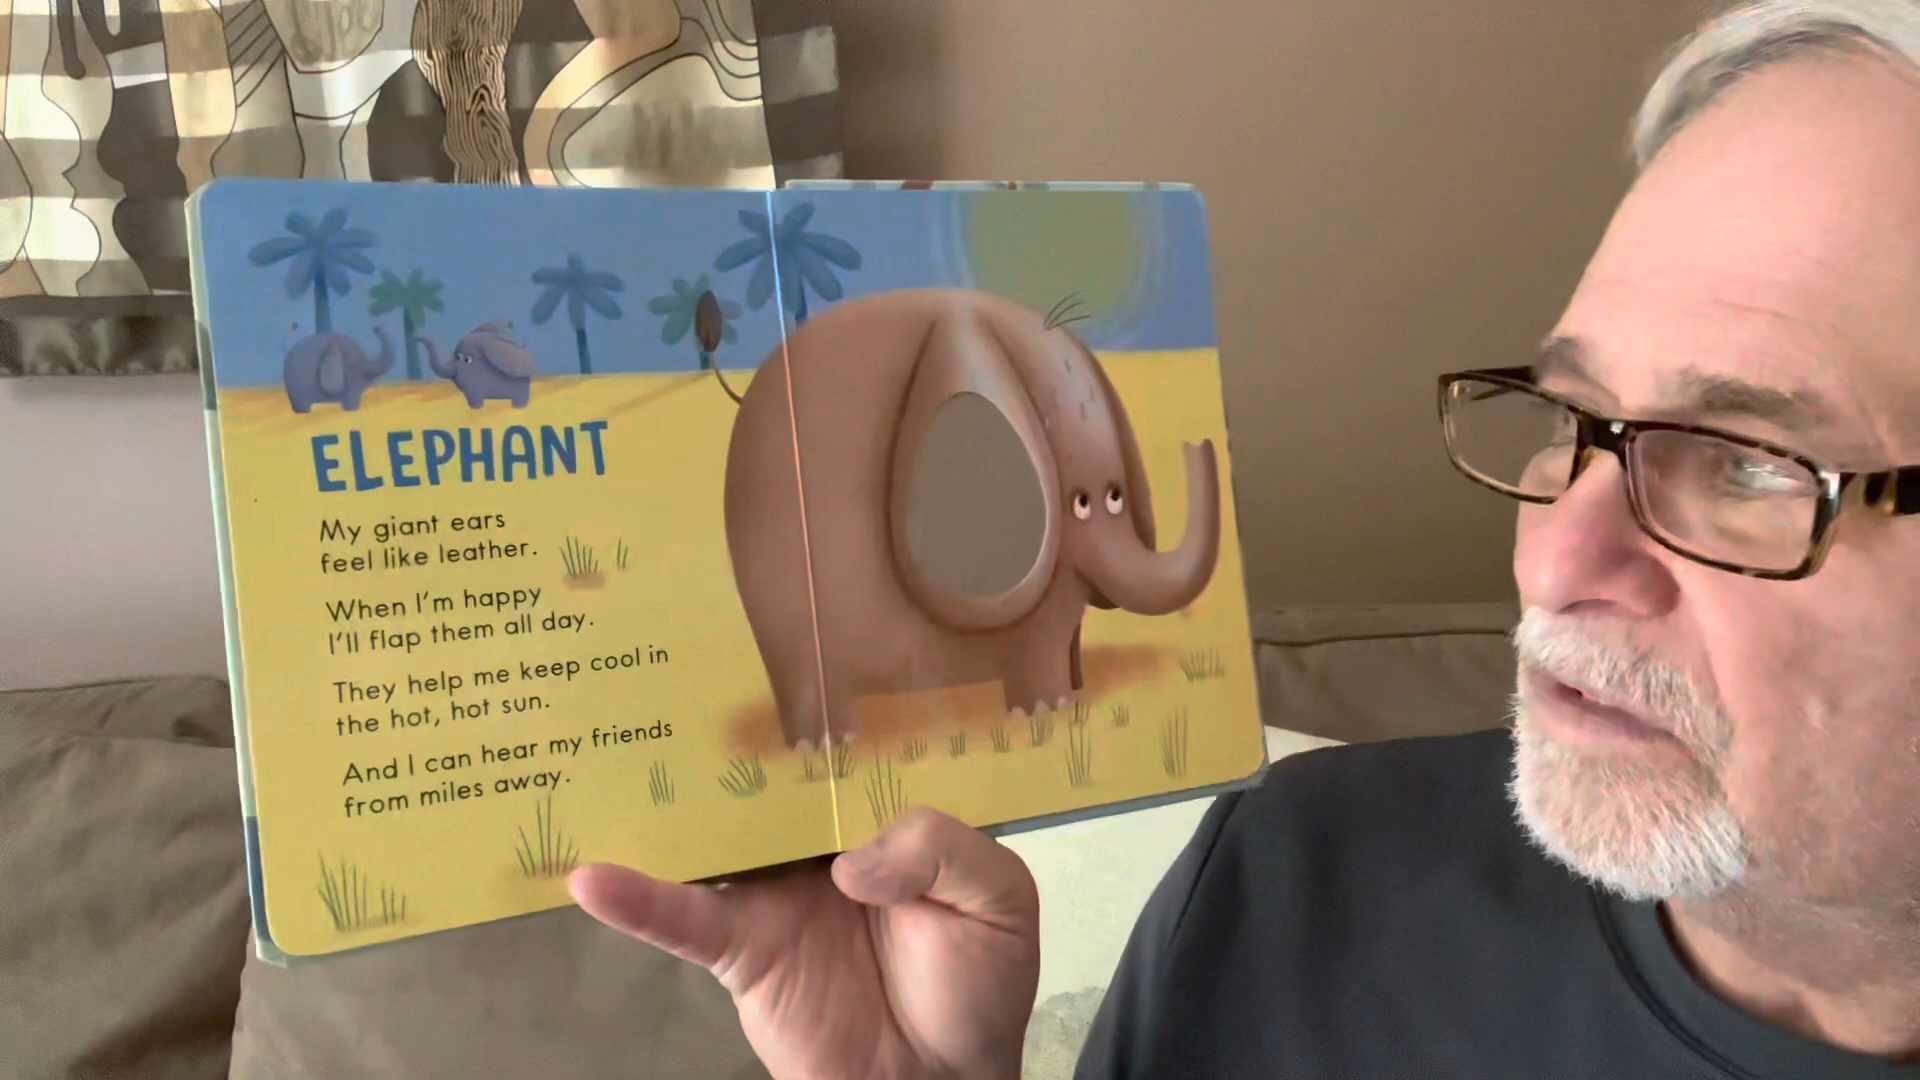 ELEPHANT
My giant ears
feel like leather.
When I'm happy
I'll flap them all day.
They help me keep cool in
the hot, hot sun.
And I can hear my friends
from miles away.